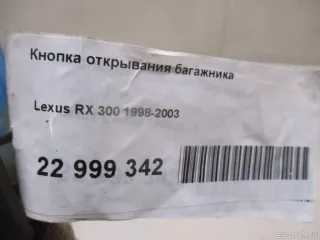 Кнопка открывания багажника
Lexus RX 300 1998-2003
22 999 342